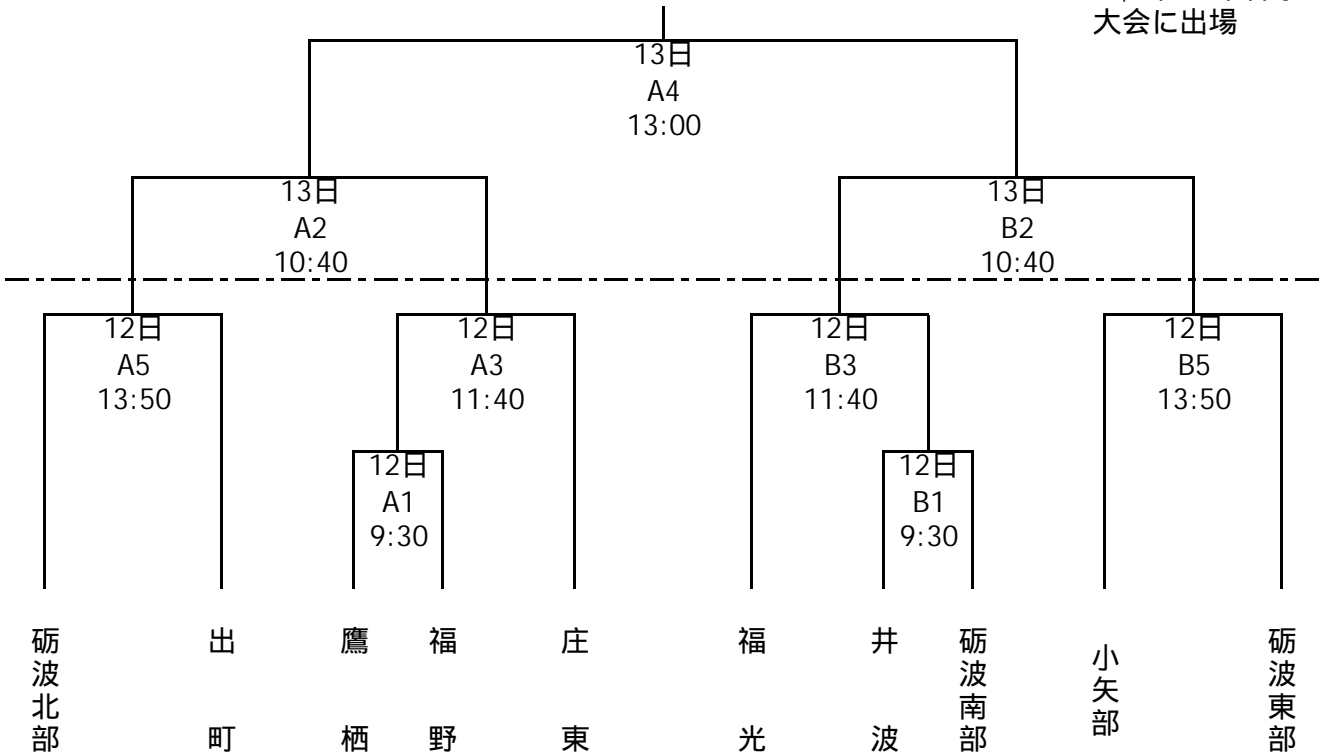 大会に出場
13日
A4
13:00
13日
A2
10:40
13日
B2
10:40
12日
A5
13:50
12日
A3
11:40
12日
B3
11:40
12日
B5
13:50
12日
A1
9:30
12日
B1
9:30
砺波北部
出町
鷹栖
福野
庄東
福光
井波
砺波南部
小矢部
砺波東部